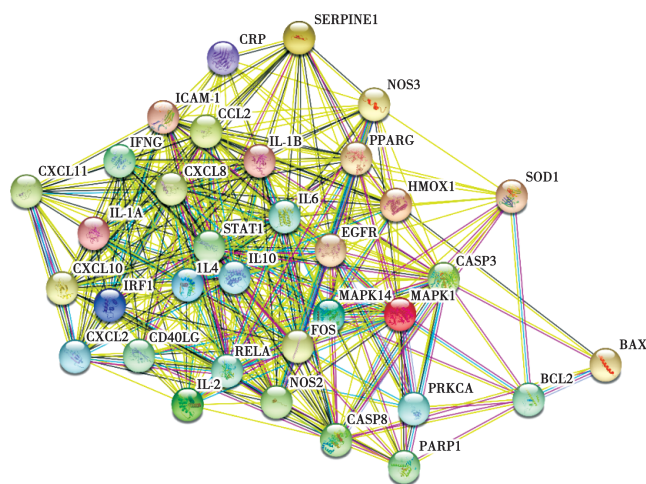 SERPINE1
CRP
NOS3
ICAM-1
CCL2
IFNG
IL-1B
PPARG
CXCL11
CXCL8
HMOX1
SOD1
IL6
IL-1A
STAT1
EGFR
CASP3
CXCL10
1L4
IL10
IRF1
MAPK14
MAPK1
FOS
CXCL2
CD40LG
RELA
BAX
IL-2
NOS2
PRKCA
BCL2
CASP8
PARP1